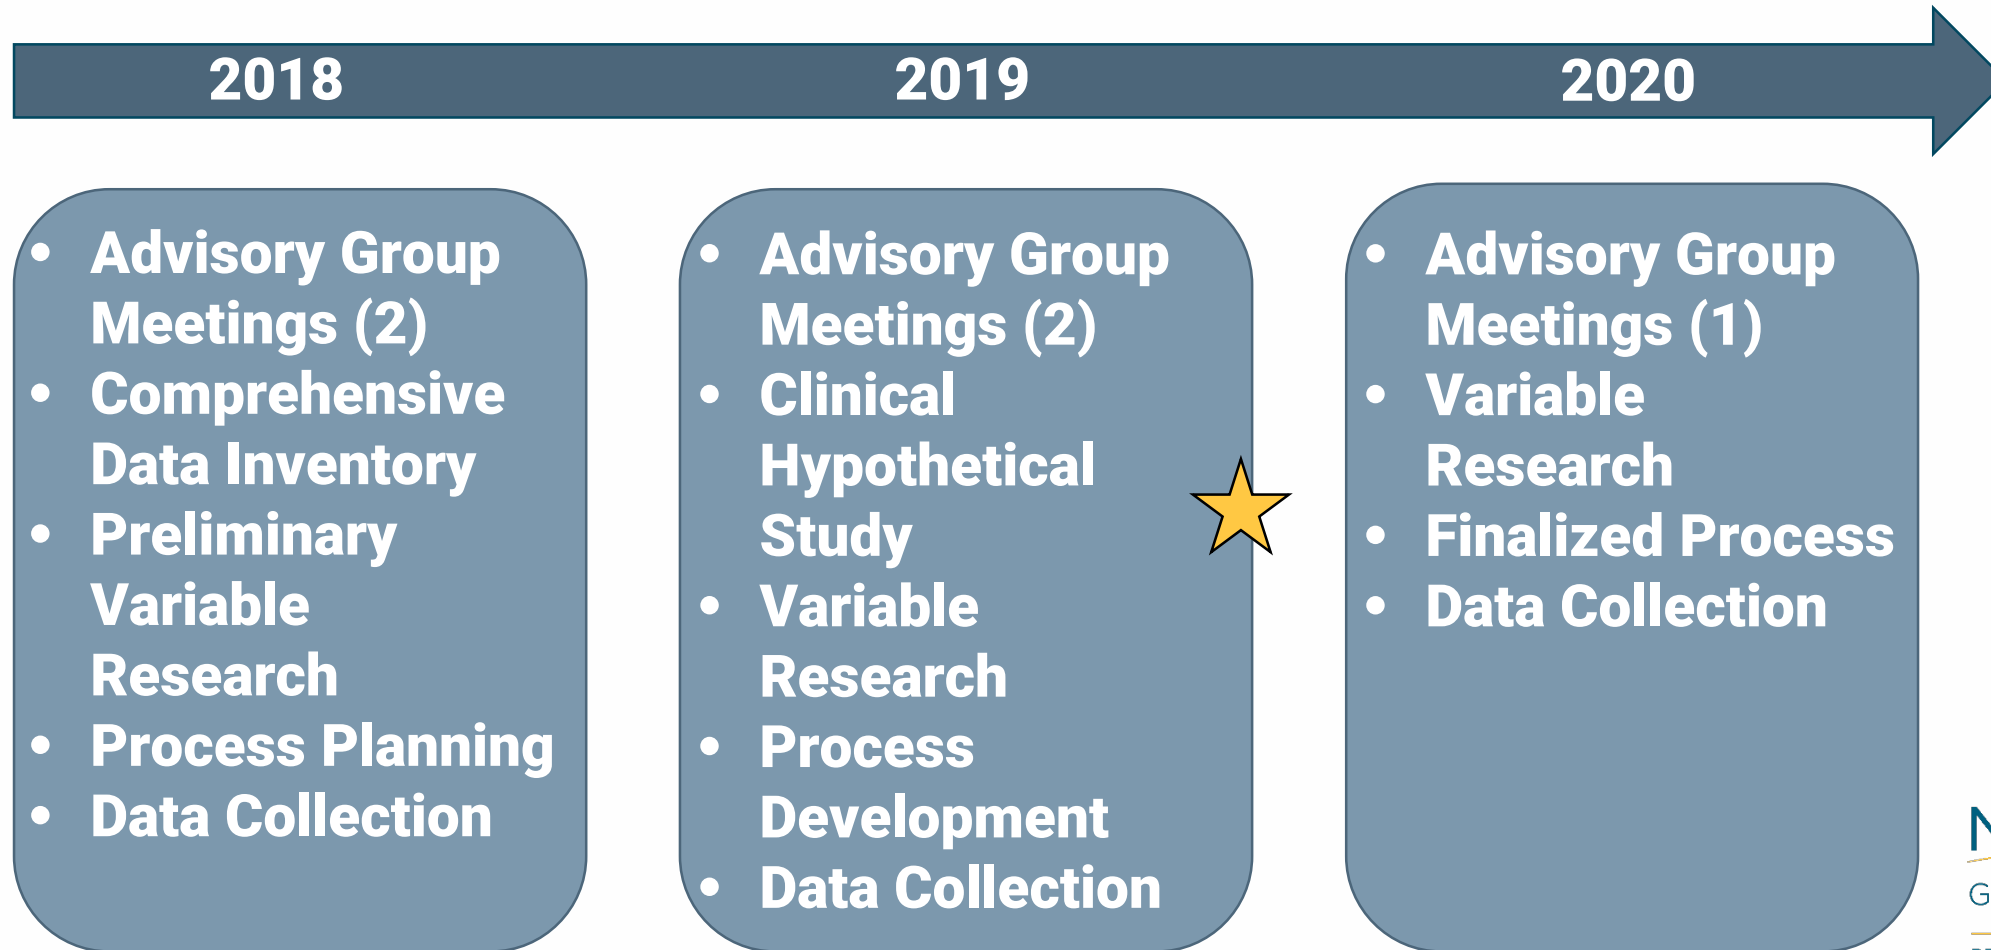 2018 2019 2020
• Advisory Group
Meetings (2)
• Comprehensive
Data Inventory
• Preliminary
Variable
Research
• Process Planning
• Data Collection
• Advisory Group
Meetings (2)
• Clinical
Hypothetical
Study
• Variable
Research
• Process
Development
• Data Collection
• Advisory Group
Meetings (1)
• Variable
Research
• Finalized Process
• Data Collection